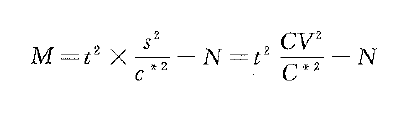 M = t² × s²/c*² − N = t² CV²/C*² − N